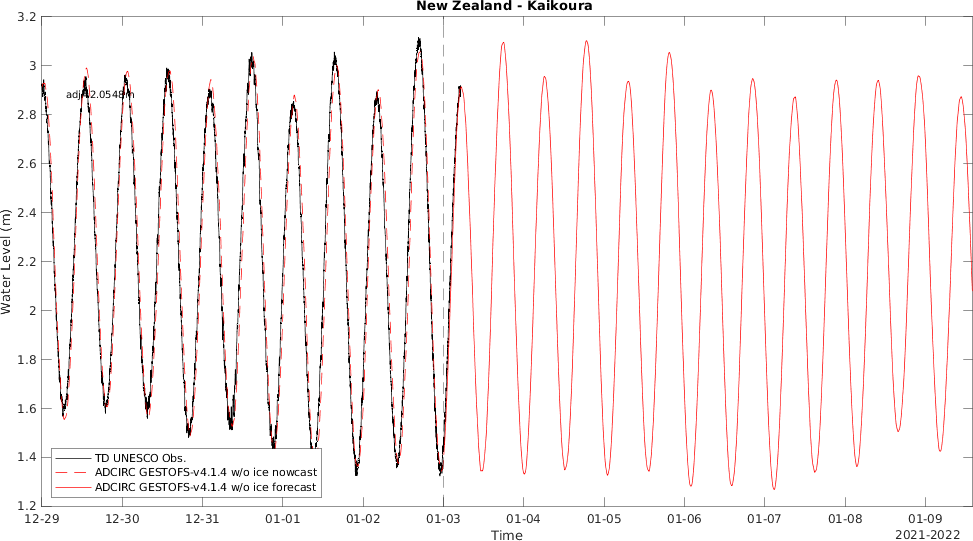 New Zealand - Kaikoura
3.2
3
2.8
2.6
2.4
2.2
2
1.8
1.6
1.4
1.2
Water Level (m)
TD UNESCO Obs.
ADCIRC GESTOFS-v4.1.4 w/o ice nowcast
ADCIRC GESTOFS-v4.1.4 w/o ice forecast
12-29 12-30 12-31 01-01 01-02 01-03 01-04 01-05 01-06 01-07 01-08 01-09
Time
2021-2022